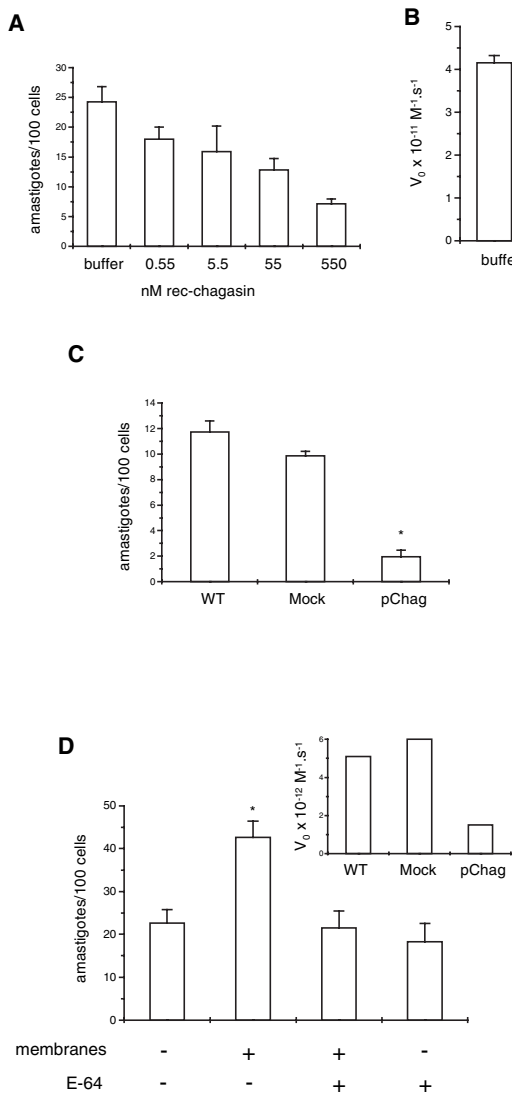 A
30
25
20
15
10
5
0
amastigotes/100 cells
buffer 0.55 5.5 55 550
nM rec-chagasin
B
5
4
3
2
1
0
V₀ x 10⁻¹¹ M⁻¹.s⁻¹
buffe
C
14
12
10
8
6
4
2
0
amastigotes/100 cells
*
WT Mock pChag
D
50
40
30
20
10
0
amastigotes/100 cells
*
6
4
2
0
V₀ x 10⁻¹² M⁻¹.s⁻¹
WT Mock pChag
membranes - + + -
E-64 - - + +